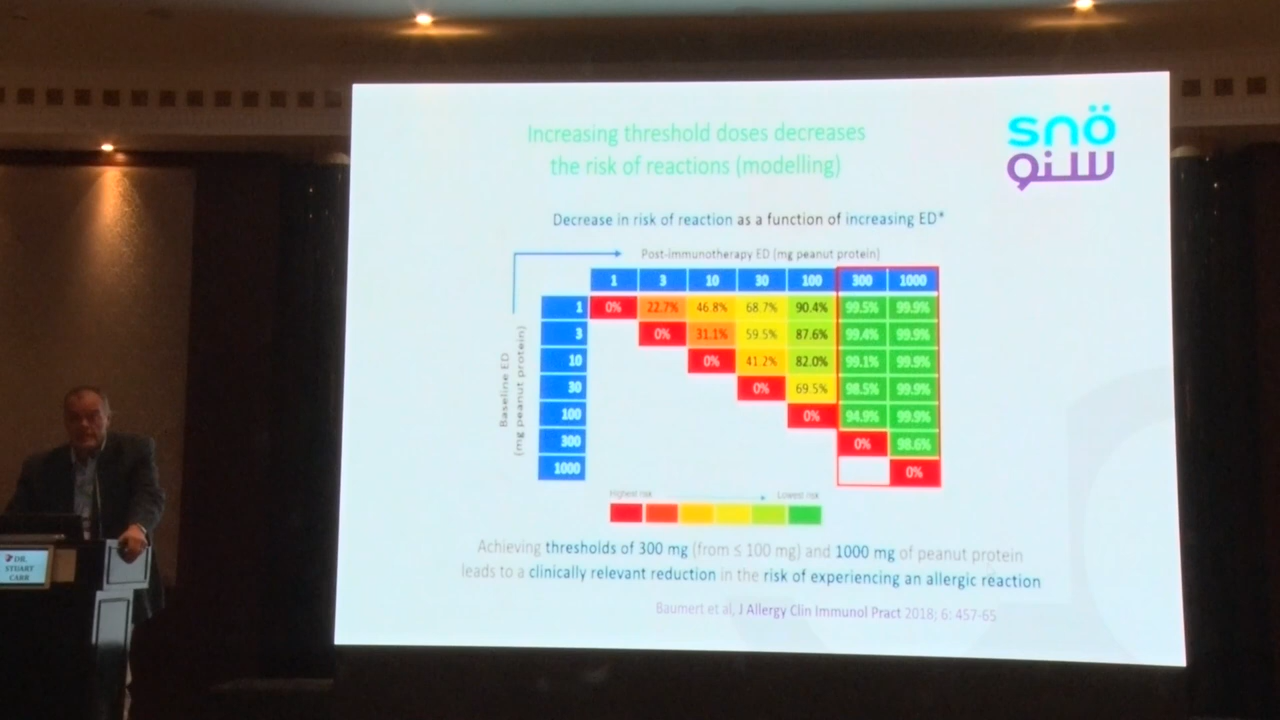 Increasing threshold doses decreases
the risk of reactions (modelling)
snö
سنو
Decrease in risk of reaction as a function of increasing ED*
Post-immunotherapy ED (mg peanut protein)
1 3 10 30 100 300 1000
Baseline ED
(mg peanut protein)
1 0% 22.7% 46.8% 68.7% 90.4% 99.5% 99.9%
3 0% 31.1% 59.5% 87.6% 99.4% 99.9%
10 0% 41.2% 82.0% 99.1% 99.9%
30 0% 69.5% 98.5% 99.9%
100 0% 94.9% 99.9%
300 0% 98.6%
1000 0%
Highest risk Lowest risk
Achieving thresholds of 300 mg (from ≤ 100 mg) and 1000 mg of peanut protein
leads to a clinically relevant reduction in the risk of experiencing an allergic reaction
Baumert et al, J Allergy Clin Immunol Pract 2018; 6: 457-65
DR.
STUART
CARR